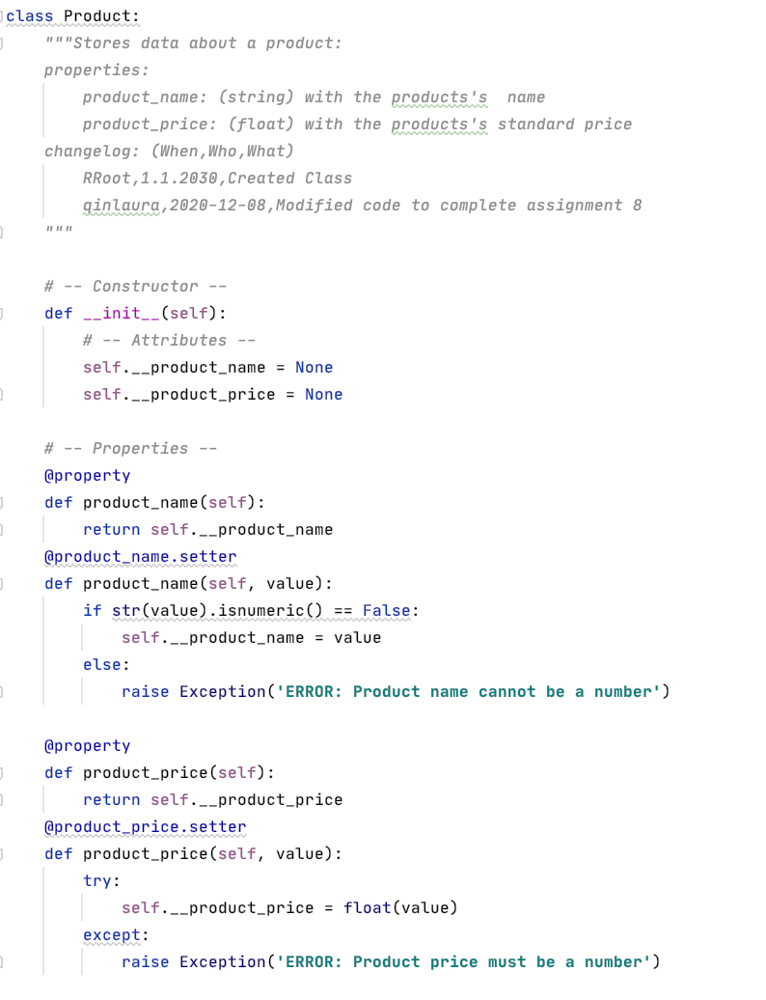 class Product:
    """Stores data about a product:
    properties:
        product_name: (string) with the products's  name
        product_price: (float) with the products's standard price
    changelog: (When,Who,What)
        RRoot,1.1.2030,Created Class
        qinlaura,2020-12-08,Modified code to complete assignment 8
    """

    # -- Constructor --
    def __init__(self):
        # -- Attributes --
        self.__product_name = None
        self.__product_price = None

    # -- Properties --
    @property
    def product_name(self):
        return self.__product_name
    @product_name.setter
    def product_name(self, value):
        if str(value).isnumeric() == False:
            self.__product_name = value
        else:
            raise Exception('ERROR: Product name cannot be a number')

    @property
    def product_price(self):
        return self.__product_price
    @product_price.setter
    def product_price(self, value):
        try:
            self.__product_price = float(value)
        except:
            raise Exception('ERROR: Product price must be a number')